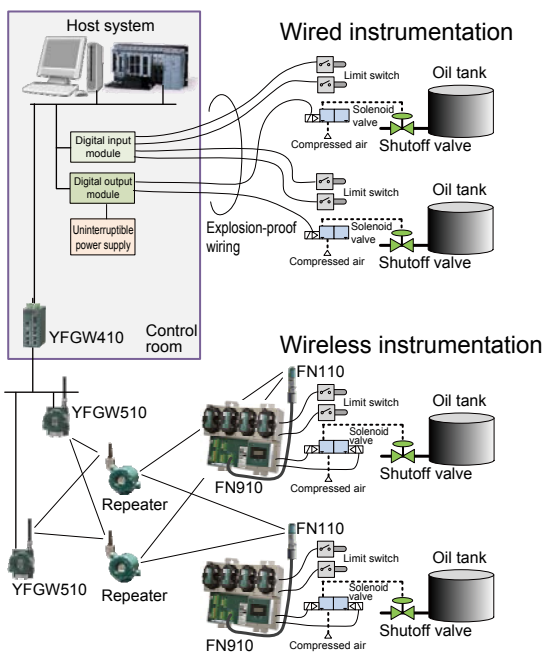 Host system
Wired instrumentation
Limit switch
Oil tank
Solenoid
valve
Compressed air
Shutoff valve
Digital input
module
Digital output
module
Uninterruptible
power supply
Explosion-proof
wiring
Limit switch
Oil tank
Solenoid
valve
Compressed air
Shutoff valve
YFGW410
Control
room
Wireless instrumentation
FN110
YFGW510
Limit switch
Oil tank
Solenoid
valve
Compressed air
Shutoff valve
FN910
Repeater
FN110
YFGW510
Repeater
Limit switch
Oil tank
Solenoid
valve
Compressed air
Shutoff valve
FN910